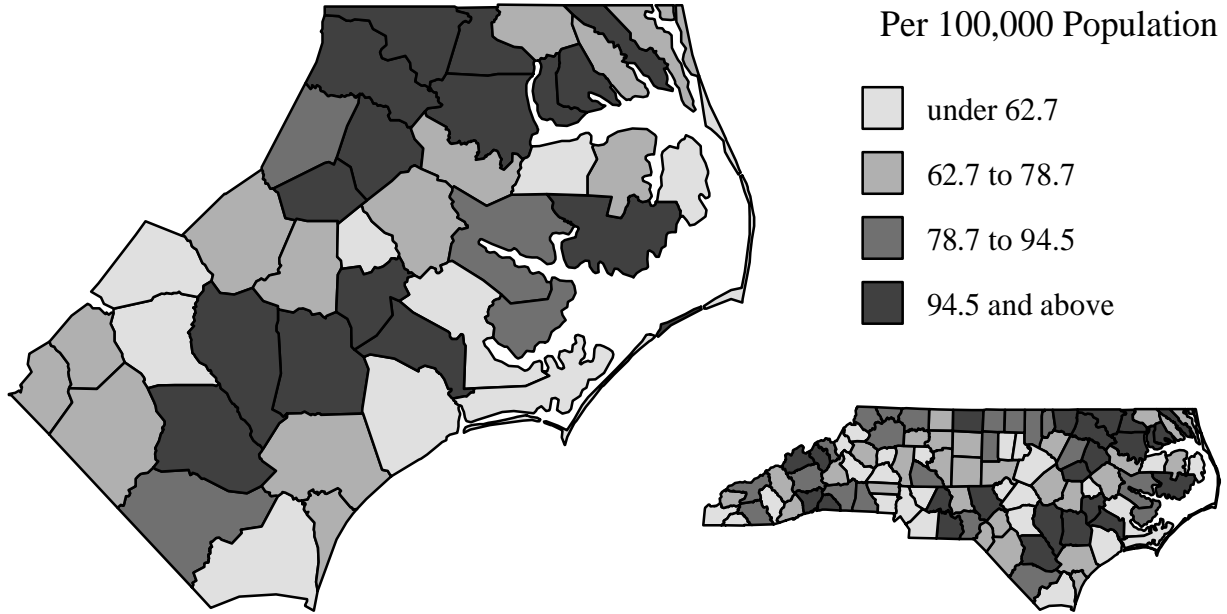 Per 100,000 Population
under 62.7
62.7 to 78.7
78.7 to 94.5
94.5 and above